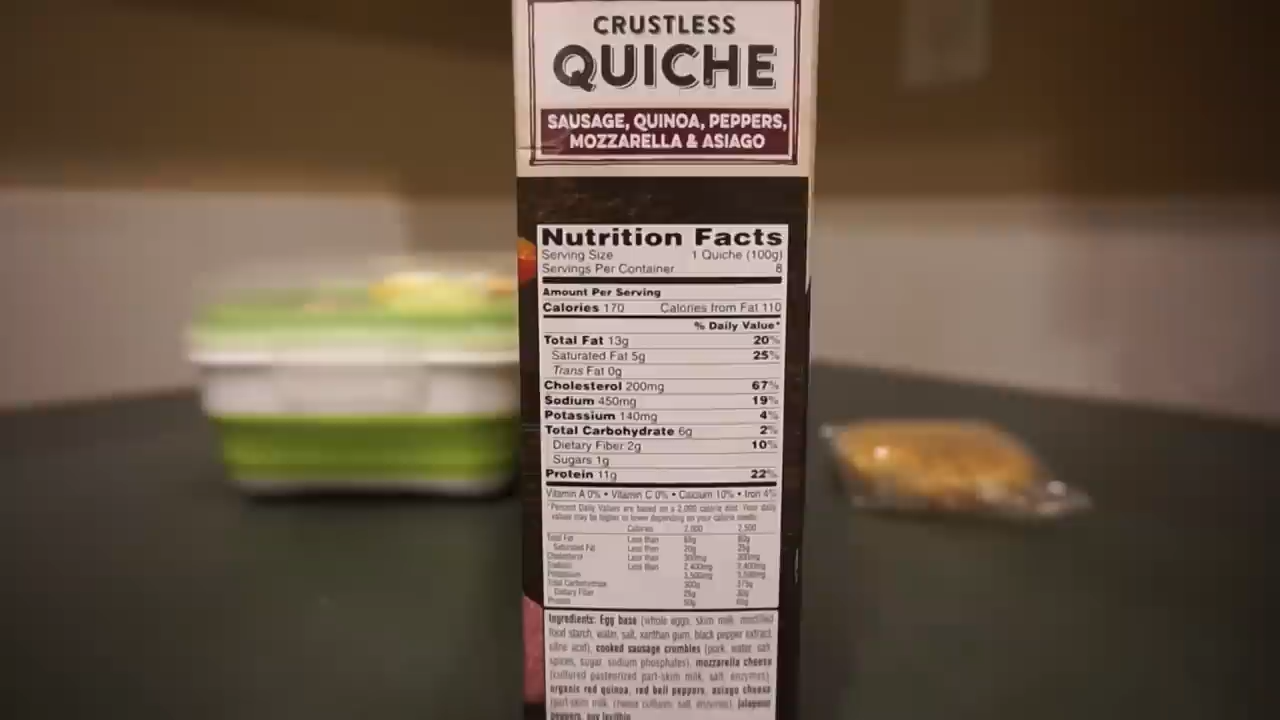 CRUSTLESS
QUICHE
SAUSAGE, QUINOA, PEPPERS,
MOZZARELLA & ASIAGO
Nutrition Facts
Serving Size 1 Quiche (100g)
Servings Per Container 8
Amount Per Serving
Calories 170 Calories from Fat 110
% Daily Value*
Total Fat 13g 20%
Saturated Fat 5g 25%
Trans Fat 0g
Cholesterol 200mg 67%
Sodium 450mg 19%
Potassium 140mg 4%
Total Carbohydrate 6g 2%
Dietary Fiber 2g 10%
Sugars 1g
Protein 11g 22%
Vitamin A 0% • Vitamin C 0% • Calcium 10% • Iron 4%
*Percent Daily Values are based on a 2,000 calorie diet. Your daily
values may be higher or lower depending on your calorie needs:
Calories 2,000 2,500
Total Fat Less than 65g 80g
Saturated Fat Less than 20g 25g
Cholesterol Less than 300mg 300mg
Sodium Less than 2,400mg 2,400mg
Potassium 3,500mg 3,500mg
Total Carbohydrate 300g 375g
Dietary Fiber 25g 30g
Protein 50g 65g
Ingredients: Egg base (whole eggs, skim milk, modified
food starch, water, salt, xanthan gum, black pepper extract,
citric acid), cooked sausage crumbles (pork, water, salt,
spices, sugar, sodium phosphates), mozzarella cheese
(cultured pasteurized part-skim milk, salt, enzymes),
organic red quinoa, red bell peppers, asiago cheese
(part-skim milk, cheese cultures, salt, enzymes), jalapeno
peppers, soy lecithin